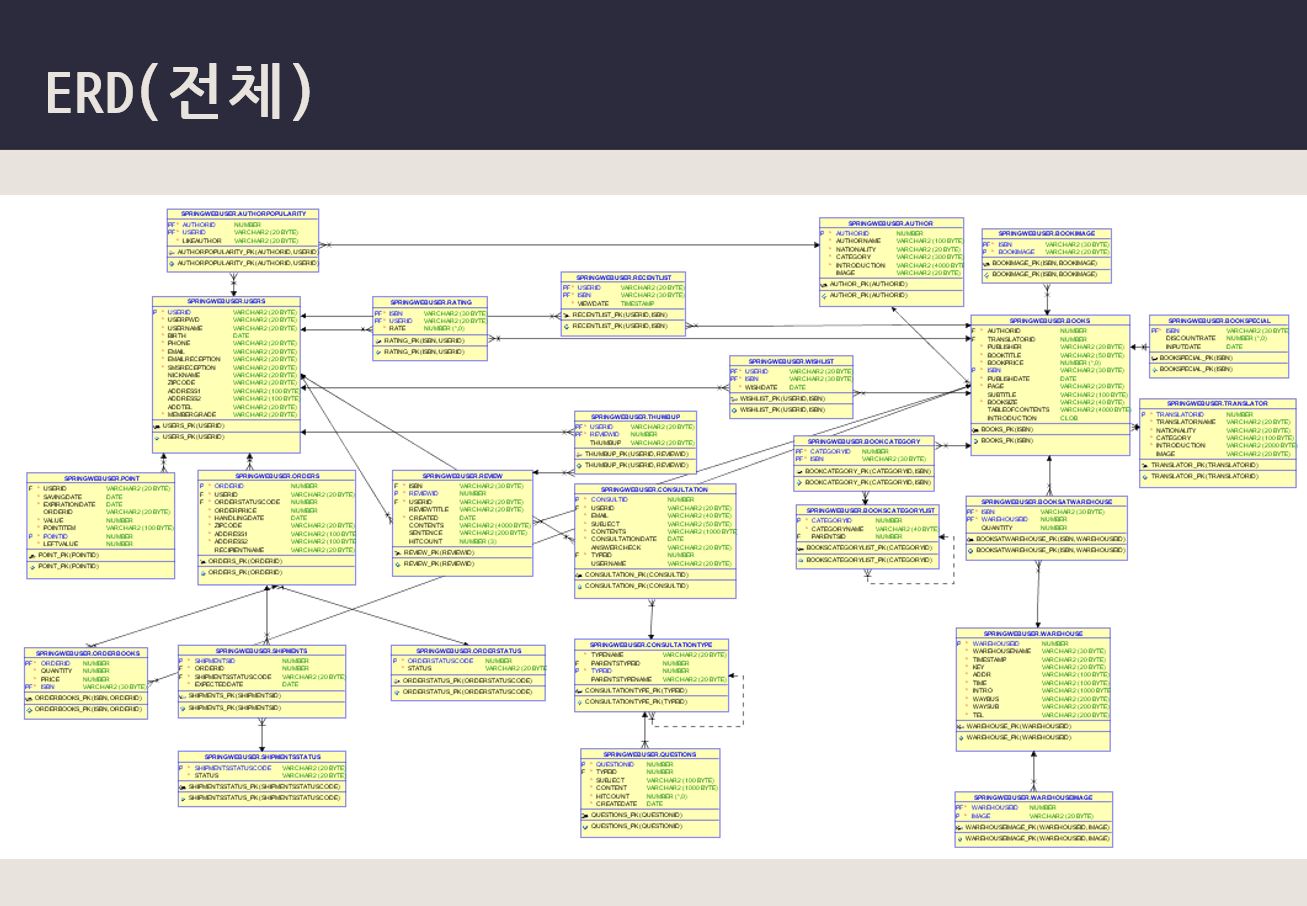 ERD(전체)
SPRINGWEBUSER.AUTHORPOPULARITY
PF* AUTHORID NUMBER
PF* USERID VARCHAR2 (20 BYTE)
* LIKEAUTHOR VARCHAR2 (20 BYTE)
AUTHORPOPULARITY_PK (AUTHORID, USERID)
AUTHORPOPULARITY_PK (AUTHORID, USERID)
SPRINGWEBUSER.AUTHOR
P * AUTHORID NUMBER
* AUTHORNAME VARCHAR2 (100 BYTE)
* NATIONALITY VARCHAR2 (20 BYTE)
* CATEGORY VARCHAR2 (300 BYTE)
* INTRODUCTION VARCHAR2 (4000 BYTE)
IMAGE VARCHAR2 (20 BYTE)
AUTHOR_PK (AUTHORID)
AUTHOR_PK (AUTHORID)
SPRINGWEBUSER.BOOKIMAGE
PF* ISBN VARCHAR2 (30 BYTE)
P * BOOKIMAGE VARCHAR2 (20 BYTE)
BOOKIMAGE_PK (ISBN, BOOKIMAGE)
BOOKIMAGE_PK (ISBN, BOOKIMAGE)
SPRINGWEBUSER.RECENTLIST
PF* USERID VARCHAR2 (20 BYTE)
PF* ISBN VARCHAR2 (30 BYTE)
* VIEWDATE TIMESTAMP
RECENTLIST_PK (USERID, ISBN)
RECENTLIST_PK (USERID, ISBN)
SPRINGWEBUSER.USERS
P * USERID VARCHAR2 (20 BYTE)
* USERPWD VARCHAR2 (20 BYTE)
* USERNAME VARCHAR2 (20 BYTE)
* BIRTH DATE
* PHONE VARCHAR2 (20 BYTE)
* EMAIL VARCHAR2 (20 BYTE)
* EMAILRECEPTION VARCHAR2 (20 BYTE)
* SMSRECEPTION VARCHAR2 (20 BYTE)
NICKNAME VARCHAR2 (20 BYTE)
ZIPCODE VARCHAR2 (20 BYTE)
ADDRESS1 VARCHAR2 (100 BYTE)
ADDRESS2 VARCHAR2 (100 BYTE)
ADDTEL VARCHAR2 (20 BYTE)
* MEMBERGRADE VARCHAR2 (20 BYTE)
USERS_PK (USERID)
USERS_PK (USERID)
SPRINGWEBUSER.RATING
PF* ISBN VARCHAR2 (30 BYTE)
PF* USERID VARCHAR2 (20 BYTE)
* RATE NUMBER (*,0)
RATING_PK (ISBN, USERID)
RATING_PK (ISBN, USERID)
SPRINGWEBUSER.BOOKS
F * AUTHORID NUMBER
F TRANSLATORID NUMBER
* PUBLISHER VARCHAR2 (20 BYTE)
* BOOKTITLE VARCHAR2 (50 BYTE)
* BOOKPRICE NUMBER (*,0)
P * ISBN VARCHAR2 (30 BYTE)
* PUBLISHDATE DATE
* PAGE VARCHAR2 (20 BYTE)
SUBTITLE VARCHAR2 (100 BYTE)
* BOOKSIZE VARCHAR2 (40 BYTE)
TABLEOFCONTENTS VARCHAR2 (4000 BYTE)
INTRODUCTION CLOB
BOOKS_PK (ISBN)
BOOKS_PK (ISBN)
SPRINGWEBUSER.BOOKSPECIAL
PF* ISBN VARCHAR2 (30 BYTE)
* DISCOUNTRATE NUMBER (*,0)
* INPUTDATE DATE
BOOKSPECIAL_PK (ISBN)
BOOKSPECIAL_PK (ISBN)
SPRINGWEBUSER.WISHLIST
PF* USERID VARCHAR2 (20 BYTE)
PF* ISBN VARCHAR2 (30 BYTE)
* WISHDATE DATE
WISHLIST_PK (USERID, ISBN)
WISHLIST_PK (USERID, ISBN)
SPRINGWEBUSER.TRANSLATOR
P * TRANSLATORID NUMBER
* TRANSLATORNAME VARCHAR2 (20 BYTE)
* NATIONALITY VARCHAR2 (20 BYTE)
* CATEGORY VARCHAR2 (100 BYTE)
* INTRODUCTION VARCHAR2 (2000 BYTE)
IMAGE VARCHAR2 (20 BYTE)
TRANSLATOR_PK (TRANSLATORID)
TRANSLATOR_PK (TRANSLATORID)
SPRINGWEBUSER.THUMBUP
PF* USERID VARCHAR2 (20 BYTE)
PF* REVIEWID NUMBER
THUMBUP VARCHAR2 (20 BYTE)
THUMBUP_PK (USERID, REVIEWID)
THUMBUP_PK (USERID, REVIEWID)
SPRINGWEBUSER.BOOKCATEGORY
PF* CATEGORYID NUMBER
PF* ISBN VARCHAR2 (30 BYTE)
BOOKCATEGORY_PK (CATEGORYID, ISBN)
BOOKCATEGORY_PK (CATEGORYID, ISBN)
SPRINGWEBUSER.POINT
F * USERID VARCHAR2 (20 BYTE)
* SAVINGDATE DATE
* EXPIRATIONDATE DATE
ORDERID VARCHAR2 (20 BYTE)
* VALUE NUMBER
* POINTITEM VARCHAR2 (100 BYTE)
P * POINTID NUMBER
* LEFTVALUE NUMBER
POINT_PK (POINTID)
POINT_PK (POINTID)
SPRINGWEBUSER.ORDERS
P * ORDERID NUMBER
F * USERID VARCHAR2 (20 BYTE)
F * ORDERSTATUSCODE NUMBER
* ORDERPRICE NUMBER
* HANDLINGDATE DATE
* ZIPCODE VARCHAR2 (20 BYTE)
* ADDRESS1 VARCHAR2 (100 BYTE)
* ADDRESS2 VARCHAR2 (100 BYTE)
RECIPIENTNAME VARCHAR2 (20 BYTE)
ORDERS_PK (ORDERID)
ORDERS_PK (ORDERID)
SPRINGWEBUSER.REVIEW
F * ISBN VARCHAR2 (30 BYTE)
P * REVIEWID NUMBER
F * USERID VARCHAR2 (20 BYTE)
REVIEWTITLE VARCHAR2 (20 BYTE)
* CREATED DATE
* CONTENTS VARCHAR2 (4000 BYTE)
* SENTENCE VARCHAR2 (200 BYTE)
HITCOUNT NUMBER (3)
REVIEW_PK (REVIEWID)
REVIEW_PK (REVIEWID)
SPRINGWEBUSER.CONSULTATION
P * CONSULTID NUMBER
F * USERID VARCHAR2 (20 BYTE)
* EMAIL VARCHAR2 (40 BYTE)
* SUBJECT VARCHAR2 (50 BYTE)
* CONTENTS VARCHAR2 (1000 BYTE)
* CONSULTATIONDATE DATE
ANSWERCHECK VARCHAR2 (20 BYTE)
F * TYPEID NUMBER
USERNAME VARCHAR2 (20 BYTE)
CONSULTATION_PK (CONSULTID)
CONSULTATION_PK (CONSULTID)
SPRINGWEBUSER.BOOKSCATEGORYLIST
P * CATEGORYID NUMBER
* CATEGORYNAME VARCHAR2 (40 BYTE)
F PARENTSID NUMBER
BOOKSCATEGORYLIST_PK (CATEGORYID)
BOOKSCATEGORYLIST_PK (CATEGORYID)
SPRINGWEBUSER.BOOKSATWAREHOUSE
PF* ISBN VARCHAR2 (30 BYTE)
PF* WAREHOUSEID NUMBER
QUANTITY NUMBER
BOOKSATWAREHOUSE_PK (ISBN, WAREHOUSEID)
BOOKSATWAREHOUSE_PK (ISBN, WAREHOUSEID)
SPRINGWEBUSER.ORDERBOOKS
PF* ORDERID NUMBER
* QUANTITY NUMBER
* PRICE NUMBER
PF* ISBN VARCHAR2 (30 BYTE)
ORDERBOOKS_PK (ISBN, ORDERID)
ORDERBOOKS_PK (ISBN, ORDERID)
SPRINGWEBUSER.SHIPMENTS
P * SHIPMENTSID NUMBER
F * ORDERID NUMBER
F * SHIPMENTSSTATUSCODE VARCHAR2 (20 BYTE)
* EXPECTEDDATE DATE
SHIPMENTS_PK (SHIPMENTSID)
SHIPMENTS_PK (SHIPMENTSID)
SPRINGWEBUSER.ORDERSTATUS
P * ORDERSTATUSCODE NUMBER
* STATUS VARCHAR2 (20 BYTE)
ORDERSTATUS_PK (ORDERSTATUSCODE)
ORDERSTATUS_PK (ORDERSTATUSCODE)
SPRINGWEBUSER.CONSULTATIONTYPE
* TYPENAME VARCHAR2 (20 BYTE)
F PARENTSTYPEID NUMBER
P * TYPEID NUMBER
PARENTSTYPENAME VARCHAR2 (20 BYTE)
CONSULTATIONTYPE_PK (TYPEID)
CONSULTATIONTYPE_PK (TYPEID)
SPRINGWEBUSER.WAREHOUSE
P * WAREHOUSEID NUMBER
* WAREHOUSENAME VARCHAR2 (30 BYTE)
* TIMESTAMP VARCHAR2 (20 BYTE)
* KEY VARCHAR2 (20 BYTE)
* ADDR VARCHAR2 (100 BYTE)
* TIME VARCHAR2 (100 BYTE)
* INTRO VARCHAR2 (1000 BYTE)
* WAYBUS VARCHAR2 (200 BYTE)
* WAYSUB VARCHAR2 (200 BYTE)
* TEL VARCHAR2 (200 BYTE)
WAREHOUSE_PK (WAREHOUSEID)
WAREHOUSE_PK (WAREHOUSEID)
SPRINGWEBUSER.SHIPMENTSSTATUS
P * SHIPMENTSSTATUSCODE VARCHAR2 (20 BYTE)
* STATUS VARCHAR2 (20 BYTE)
SHIPMENTSSTATUS_PK (SHIPMENTSSTATUSCODE)
SHIPMENTSSTATUS_PK (SHIPMENTSSTATUSCODE)
SPRINGWEBUSER.QUESTIONS
P * QUESTIONID NUMBER
F * TYPEID NUMBER
* SUBJECT VARCHAR2 (100 BYTE)
* CONTENT VARCHAR2 (1000 BYTE)
* HITCOUNT NUMBER (*,0)
* CREATEDATE DATE
QUESTIONS_PK (QUESTIONID)
QUESTIONS_PK (QUESTIONID)
SPRINGWEBUSER.WAREHOUSEIMAGE
PF* WAREHOUSEID NUMBER
P * IMAGE VARCHAR2 (20 BYTE)
WAREHOUSEIMAGE_PK (WAREHOUSEID, IMAGE)
WAREHOUSEIMAGE_PK (WAREHOUSEID, IMAGE)